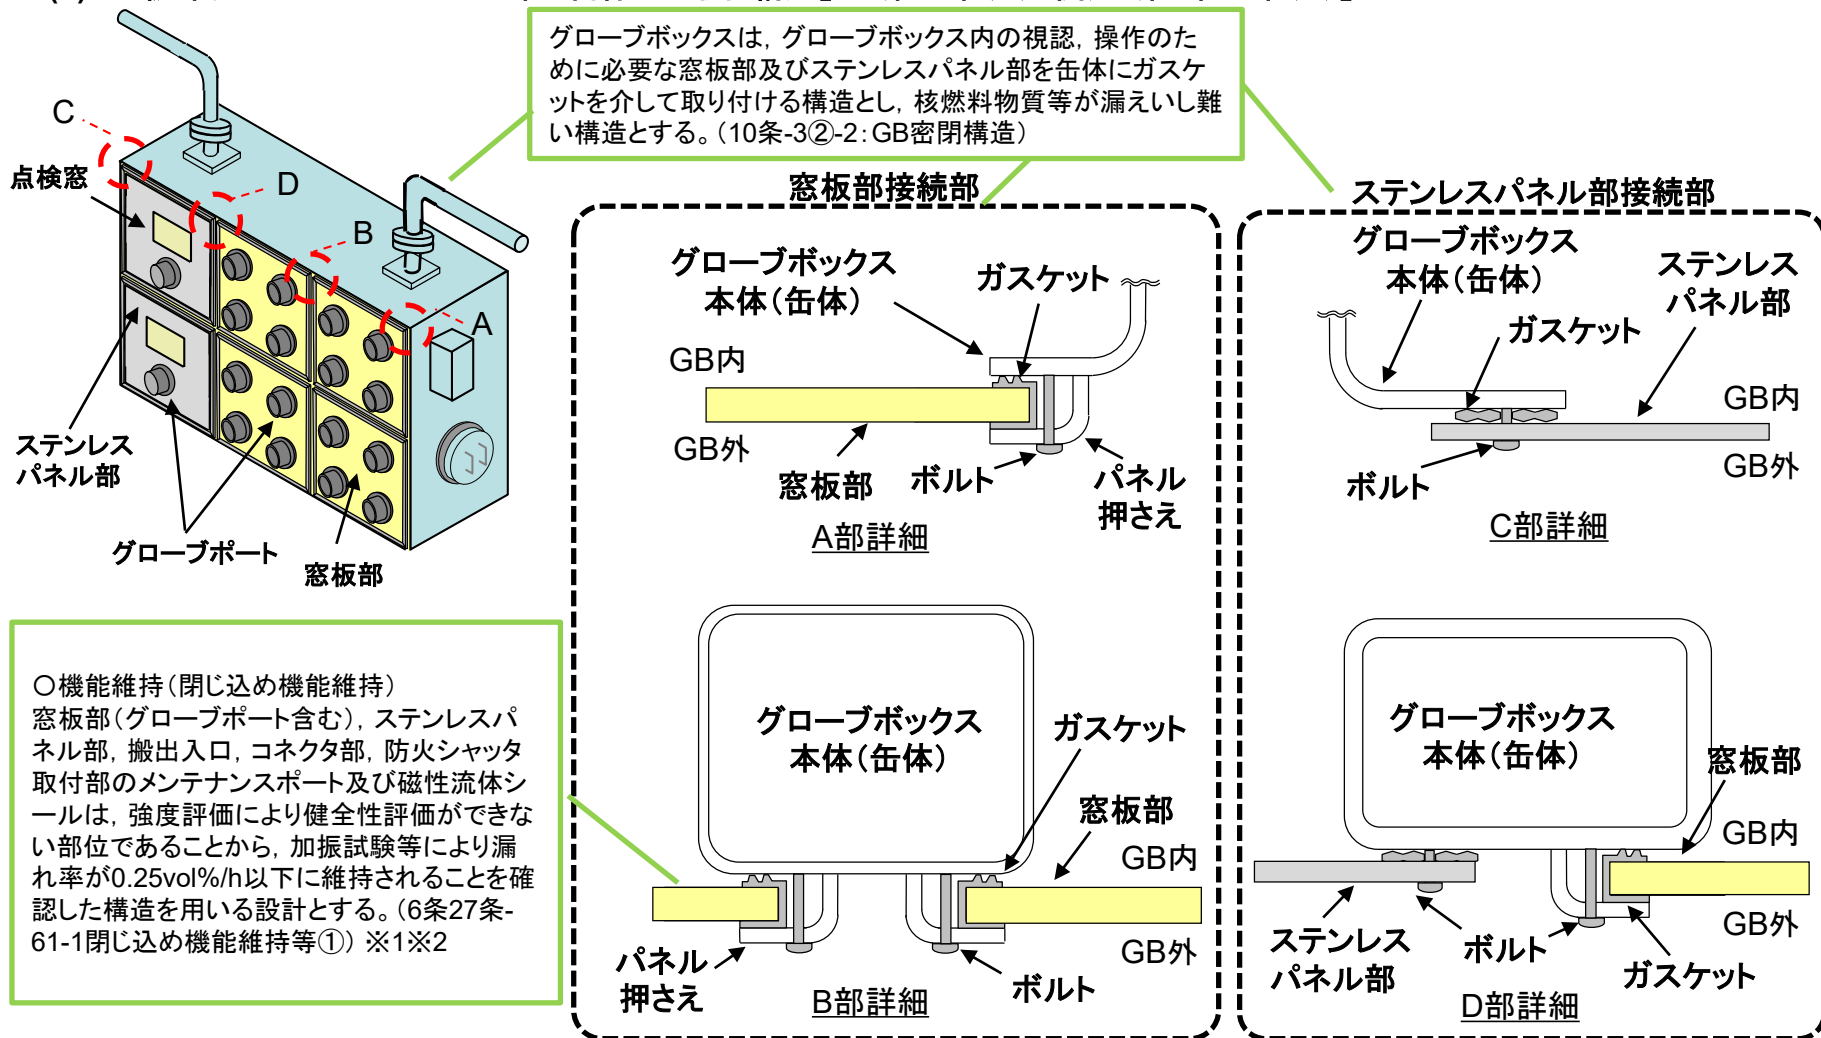 グローブボックスは，グローブボックス内の視認，操作のた
めに必要な窓板部及びステンレスパネル部を缶体にガスケ
ットを介して取り付ける構造とし，核燃料物質等が漏えいし難
い構造とする。（10条-3②-2：GB密閉構造）
C
点検窓
D
B
A
ステンレス
パネル部
グローブポート
窓板部
窓板部接続部
グローブボックス
本体（缶体）
ガスケット
GB内
GB外
窓板部
ボルト
パネル
押さえ
A部詳細
グローブボックス
本体（缶体）
ガスケット
窓板部
GB内
GB外
パネル
押さえ
ボルト
B部詳細
ステンレスパネル部接続部
グローブボックス
本体（缶体）
ステンレス
パネル部
ガスケット
GB内
GB外
ボルト
C部詳細
グローブボックス
本体（缶体）
窓板部
GB内
GB外
ステンレス
パネル部
ボルト
ガスケット
D部詳細
〇機能維持（閉じ込め機能維持）
窓板部（グローブポート含む），ステンレスパ
ネル部，搬出入口，コネクタ部，防火シャッタ
取付部のメンテナンスポート及び磁性流体シ
ールは，強度評価により健全性評価ができな
い部位であることから，加振試験等により漏
れ率が0.25vol%/h以下に維持されることを確
認した構造を用いる設計とする。（6条27条-
61-1閉じ込め機能維持等①） ※1※2